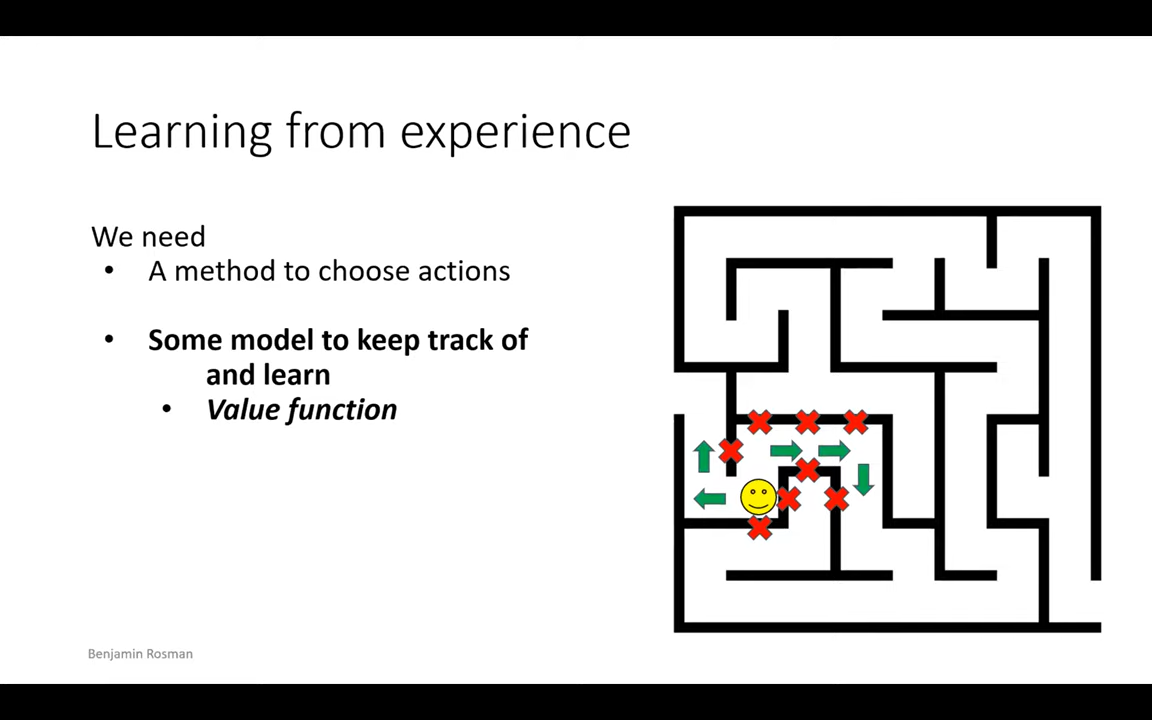 Learning from experience
We need
• A method to choose actions
• Some model to keep track of
and learn
• Value function
Benjamin Rosman